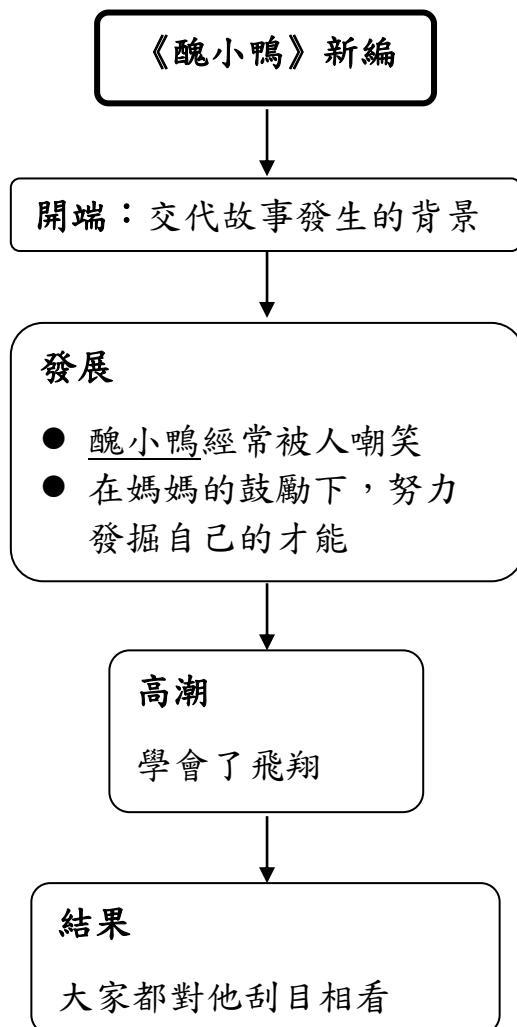 《醜小鴨》新編
開端：交代故事發生的背景
發展
● 醜小鴨經常被人嘲笑
● 在媽媽的鼓勵下，努力
發掘自己的才能
高潮
學會了飛翔
結果
大家都對他刮目相看